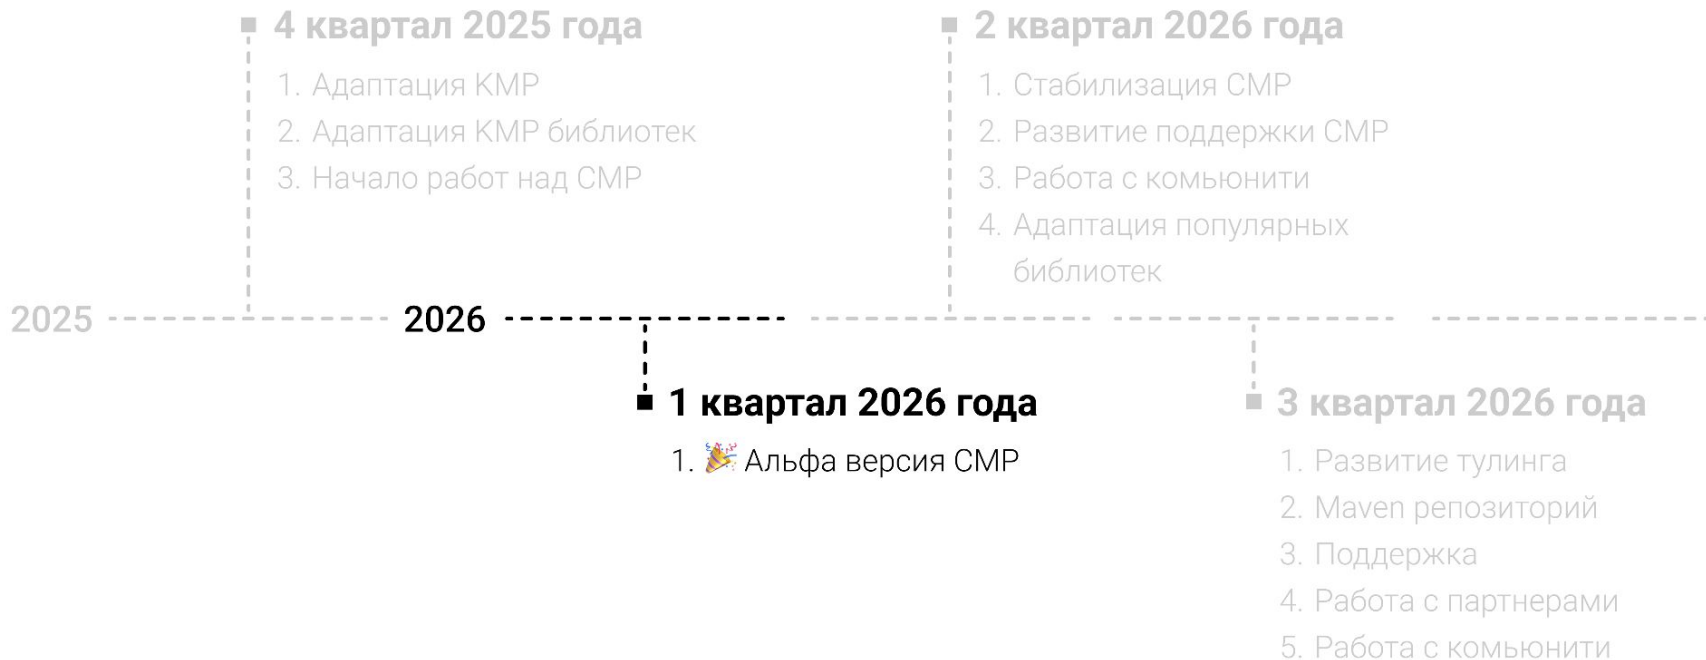 4 квартал 2025 года
1. Адаптация KMP
2. Адаптация KMP библиотек
3. Начало работ над CMP
2 квартал 2026 года
1. Стабилизация CMP
2. Развитие поддержки CMP
3. Работа с комьюнити
4. Адаптация популярных
библиотек
2025
2026
1 квартал 2026 года
1. 🎉 Альфа версия CMP
3 квартал 2026 года
1. Развитие тулинга
2. Maven репозиторий
3. Поддержка
4. Работа с партнерами
5. Работа с комьюнити